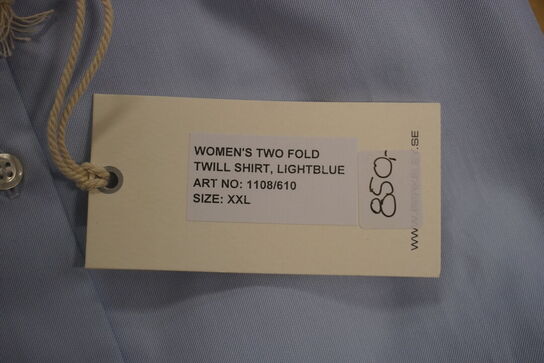 WOMEN'S TWO FOLD
TWILL SHIRT, LIGHTBLUE
ART NO: 1108/610
SIZE: XXL
850,-